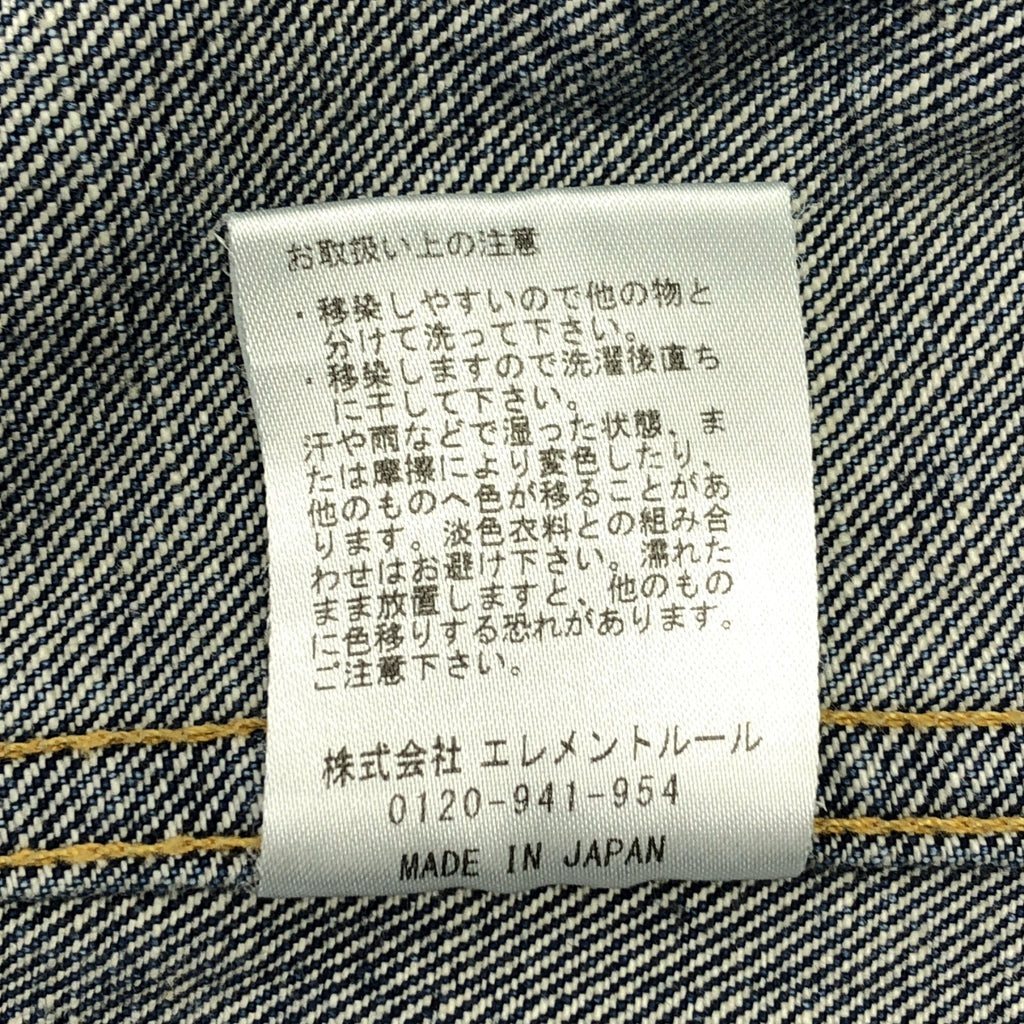 お取扱い上の注意
・移染しやすいので他の物と
分けて洗って下さい。
・移染しますので洗濯後直ち
に干して下さい。
汗や雨などで湿った状態、ま
たは摩擦により変色したり、
他のもの へ色が移ることがあ
ります。淡色衣料との組み合
わせはお避け下さい。濡れた
まま放置しますと、他のもの
に色移りする恐れがあります。
ご注意下さい。
株式会社 エレメントルール
0120-941-954
MADE IN JAPAN